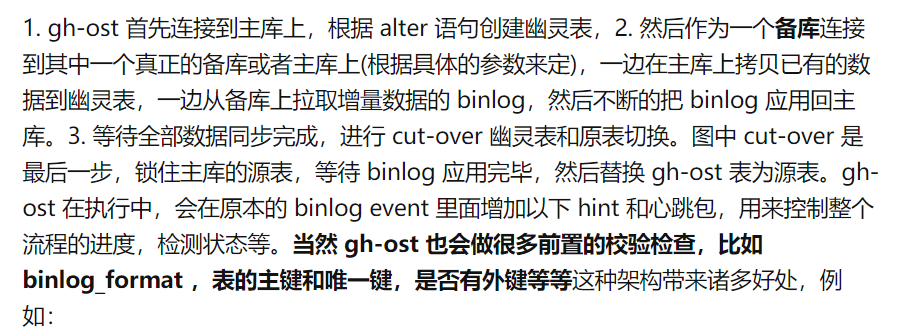 1. gh-ost 首先连接到主库上，根据 alter 语句创建幽灵表，2. 然后作为一个备库连接
到其中一个真正的备库或者主库上(根据具体的参数来定)，一边在主库上拷贝已有的数
据到幽灵表，一边从备库上拉取增量数据的 binlog，然后不断的把 binlog 应用回主
库。3. 等待全部数据同步完成，进行 cut-over 幽灵表和原表切换。图中 cut-over 是
最后一步，锁住主库的源表，等待 binlog 应用完毕，然后替换 gh-ost 表为源表。gh-
ost 在执行中，会在原本的 binlog event 里面增加以下 hint 和心跳包，用来控制整个
流程的进度，检测状态等。当然 gh-ost 也会做很多前置的校验检查，比如
binlog_format ，表的主键和唯一键，是否有外键等等这种架构带来诸多好处，例
如：